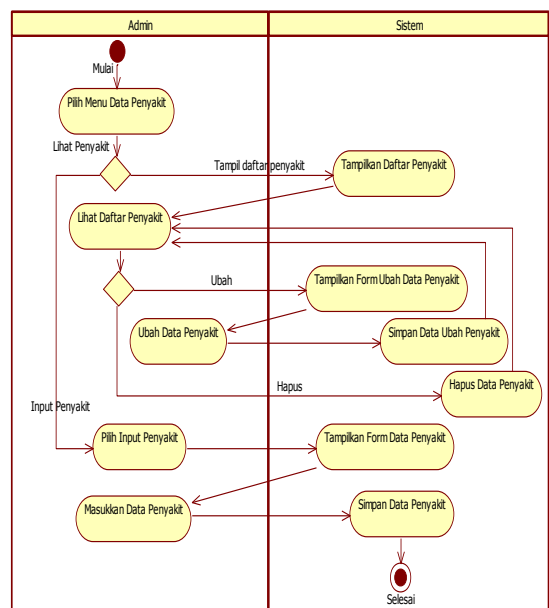 Admin
Sistem
Mulai
Pilih Menu Data Penyakit
Lihat Penyakit
Tampil daftar penyakit
Tampilkan Daftar Penyakit
Lihat Daftar Penyakit
Ubah
Tampilkan Form Ubah Data Penyakit
Ubah Data Penyakit
Simpan Data Ubah Penyakit
Hapus
Hapus Data Penyakit
Input Penyakit
Pilih Input Penyakit
Tampilkan Form Data Penyakit
Masukkan Data Penyakit
Simpan Data Penyakit
Selesai